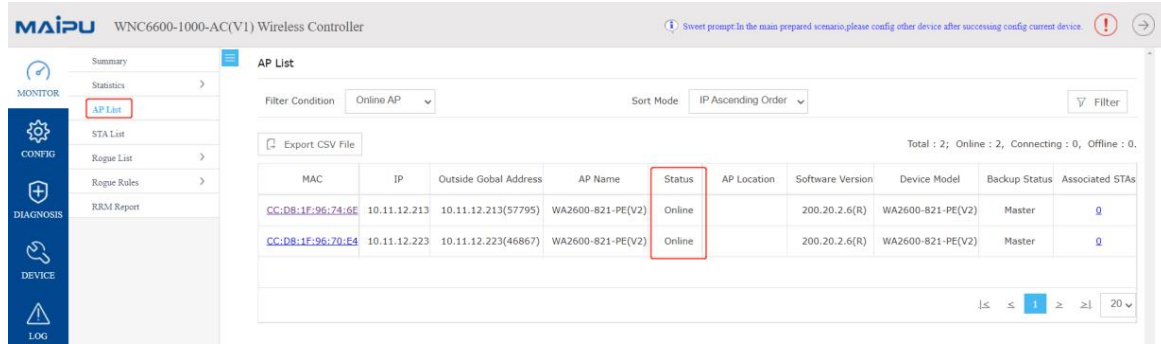 MAIPU WNC6600-1000-AC(V1) Wireless Controller
Sweet prompt:In the main prepared scenario,please config other device after successing config current device.
MONITOR
CONFIG
DIAGNOSIS
DEVICE
LOG
Summary
Statistics
AP List
STA List
Rogue List
Rogue Rules
RRM Report
AP List
Filter Condition Online AP Sort Mode IP Ascending Order Filter
Export CSV File Total : 2; Online : 2, Connecting : 0, Offline : 0.
MAC IP Outside Gobal Address AP Name Status AP Location Software Version Device Model Backup Status Associated STAs
CC:D8:1F:96:74:6E 10.11.12.213 10.11.12.213(57795) WA2600-821-PE(V2) Online 200.20.2.6(R) WA2600-821-PE(V2) Master 0
CC:D8:1F:96:70:E4 10.11.12.223 10.11.12.223(46867) WA2600-821-PE(V2) Online 200.20.2.6(R) WA2600-821-PE(V2) Master 0
|< < 1 > >| 20